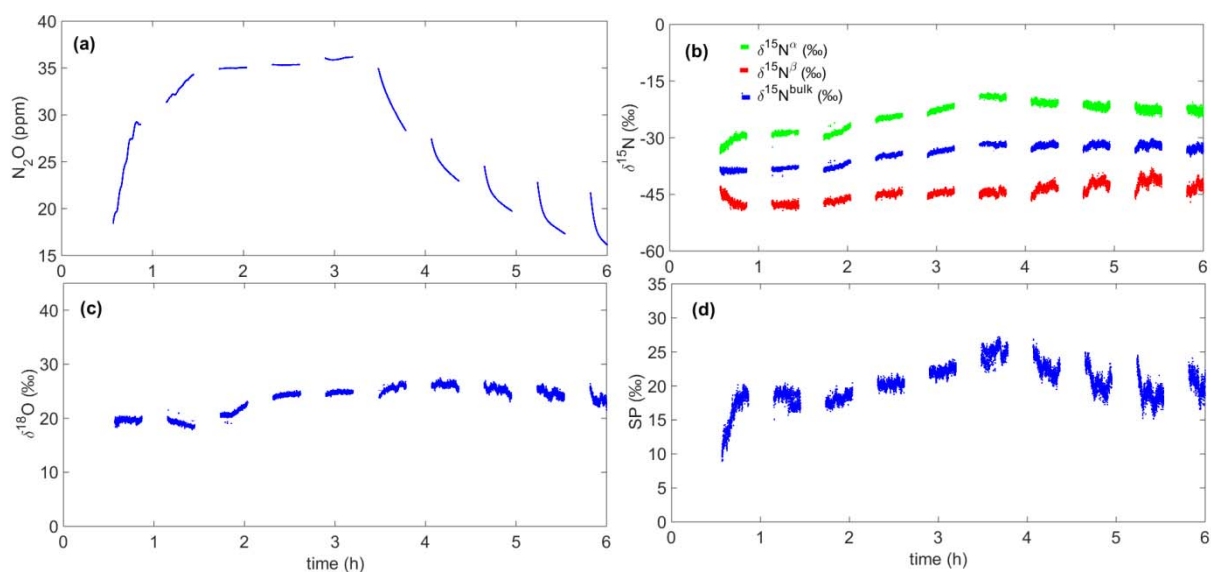 (a)
N₂O (ppm)
40
35
30
25
20
15
0 1 2 3 4 5 6
(b)
δ¹⁵Nᵅ (‰)
δ¹⁵Nᵝ (‰)
δ¹⁵Nᵇᵘˡᵏ (‰)
δ¹⁵N (‰)
0
-15
-30
-45
-60
0 1 2 3 4 5 6
(c)
δ¹⁸O (‰)
40
30
20
10
0
0 1 2 3 4 5 6
time (h)
(d)
SP (‰)
35
30
25
20
15
10
5
0
0 1 2 3 4 5 6
time (h)